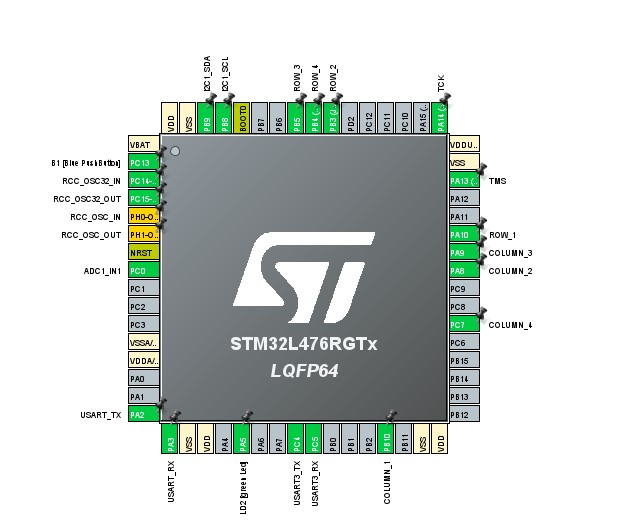 I2C1_SDA
I2C1_SCL
ROW_3
ROW_4
ROW_2
TCK
VDD
VSS
PB9
PB8
BOOT0
PB7
PB6
PB5
PB4 (..
PB3 (J..
PD2
PC12
PC11
PC10
PA15 (..
PA14 (..
VBAT
B1 [Blue PushButton]
PC13
RCC_OSC32_IN
PC14-..
RCC_OSC32_OUT
PC15-..
RCC_OSC_IN
PH0-O..
RCC_OSC_OUT
PH1-O..
NRST
ADC1_IN1
PC0
PC1
PC2
PC3
VSSA/..
VDDA/..
PA0
PA1
USART_TX
PA2
VDDU..
VSS
PA13 (..
TMS
PA12
PA11
PA10
ROW_1
PA9
COLUMN_3
PA8
COLUMN_2
PC9
PC8
PC7
COLUMN_4
PC6
PB15
PB14
PB13
PB12
ST
STM32L476RGTx
LQFP64
PA3
VSS
VDD
PA4
PA5
PA6
PA7
PC4
PC5
PB0
PB1
PB2
PB10
PB11
VSS
VDD
USART_RX
LD2 [Green Led]
USART3_TX
USART3_RX
COLUMN_1